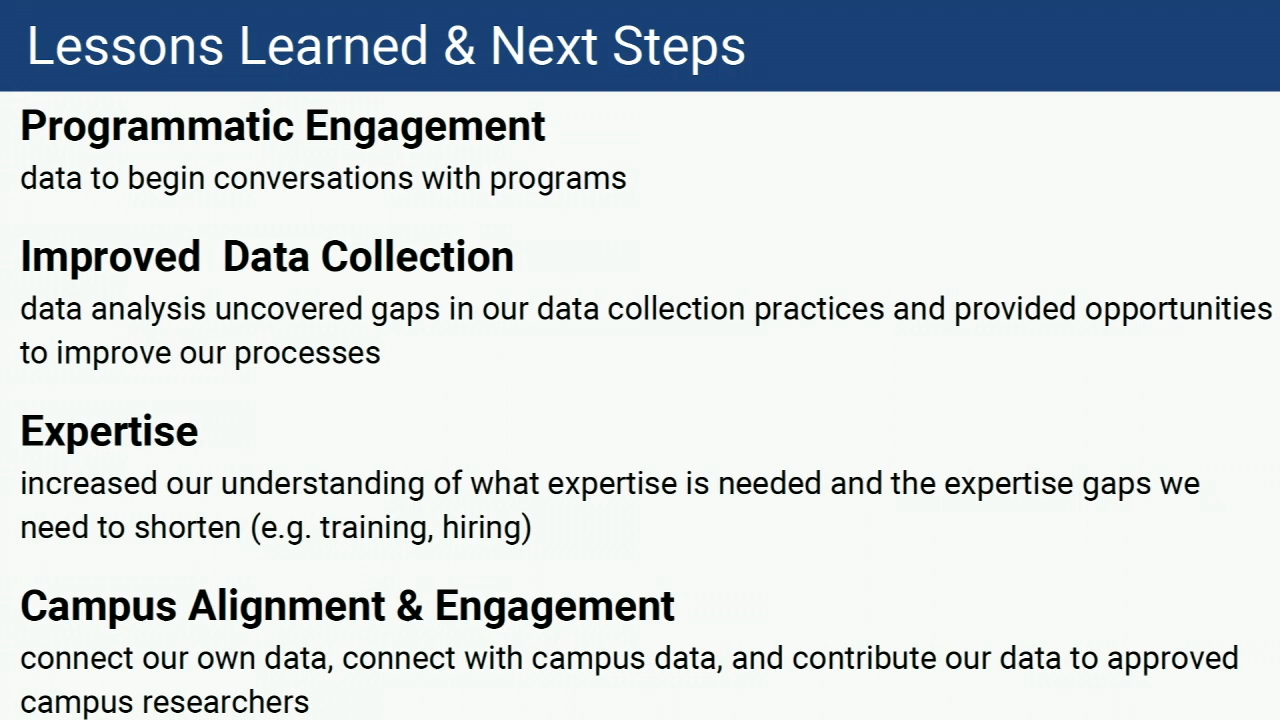 Lessons Learned & Next Steps
Programmatic Engagement
data to begin conversations with programs
Improved  Data Collection
data analysis uncovered gaps in our data collection practices and provided opportunities
to improve our processes
Expertise
increased our understanding of what expertise is needed and the expertise gaps we
need to shorten (e.g. training, hiring)
Campus Alignment & Engagement
connect our own data, connect with campus data, and contribute our data to approved
campus researchers